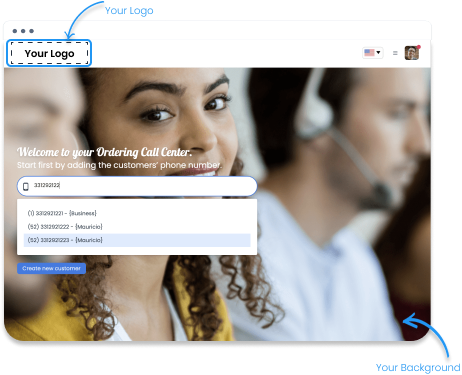 Your Logo
Your Logo
Welcome to your Ordering Call Center.
Start first by adding the customers' phone number.
331292122
(1) 3312921221 - {Business}
(52) 3312921222 - {Mauricio}
(52) 3312921223 - {Mauricio}
Create new customer
Your Background